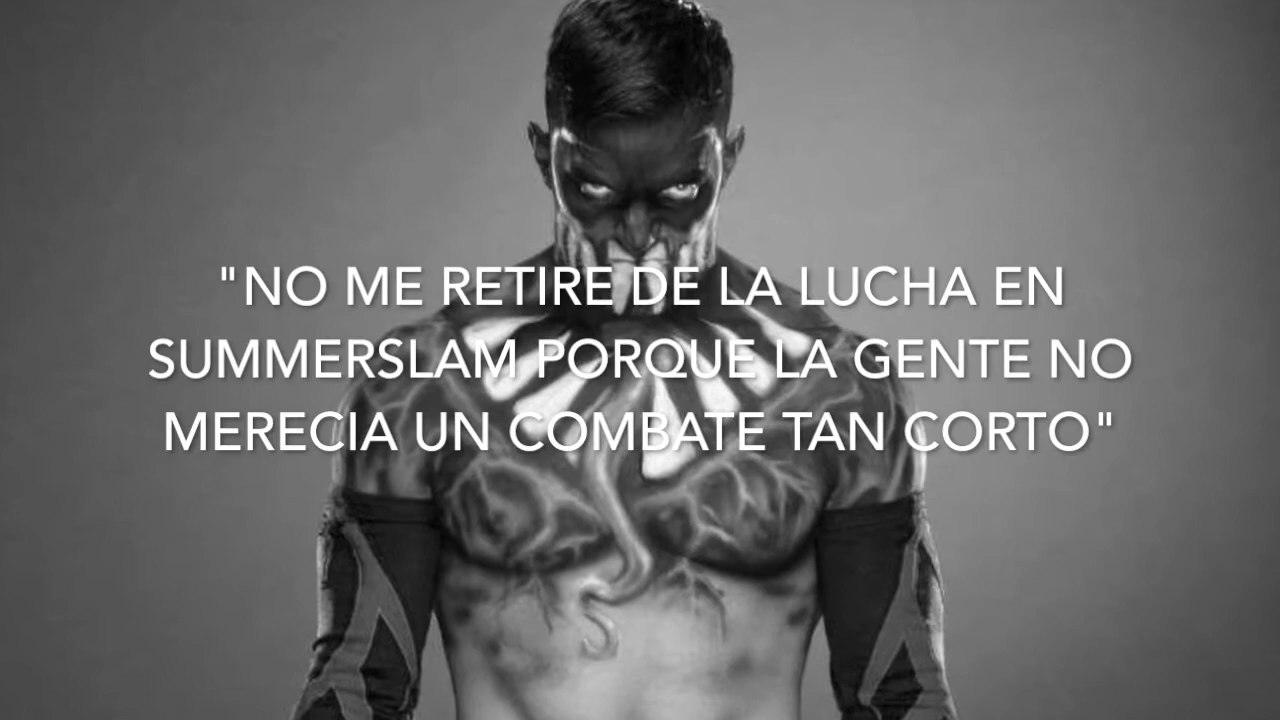 "NO ME RETIRE DE LA LUCHA EN
SUMMERSLAM PORQUE LA GENTE NO
MERECIA UN COMBATE TAN CORTO"